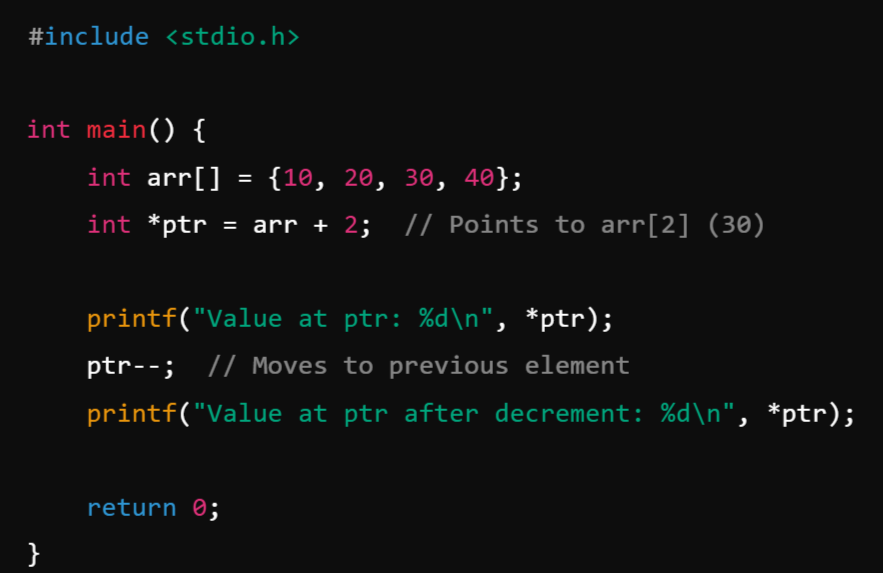 #include <stdio.h>
int main() {
    int arr[] = {10, 20, 30, 40};
    int *ptr = arr + 2;  // Points to arr[2] (30)
    printf("Value at ptr: %d\n", *ptr);
    ptr--;  // Moves to previous element
    printf("Value at ptr after decrement: %d\n", *ptr);
    return 0;
}